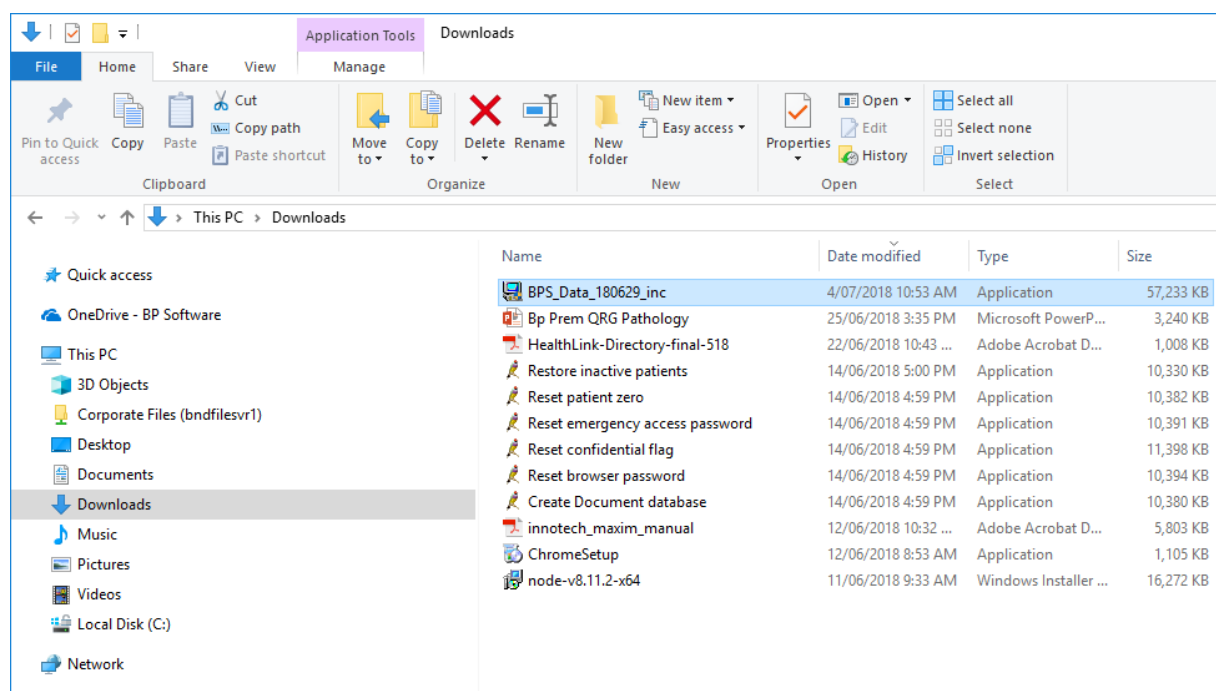 Application Tools Downloads
File Home Share View Manage
Pin to Quick access
Copy
Paste
Cut
Copy path
Paste shortcut
Clipboard
Move to
Copy to
Delete
Rename
Organize
New folder
New item
Easy access
New
Properties
Open
Edit
History
Open
Select all
Select none
Invert selection
Select
This PC > Downloads
Quick access
OneDrive - BP Software
This PC
3D Objects
Corporate Files (bndfilesvr1)
Desktop
Documents
Downloads
Music
Pictures
Videos
Local Disk (C:)
Network
Name Date modified Type Size
BPS_Data_180629_inc 4/07/2018 10:53 AM Application 57,233 KB
Bp Prem QRG Pathology 25/06/2018 3:35 PM Microsoft PowerP... 3,240 KB
HealthLink-Directory-final-518 22/06/2018 10:43 ... Adobe Acrobat D... 1,008 KB
Restore inactive patients 14/06/2018 5:00 PM Application 10,330 KB
Reset patient zero 14/06/2018 4:59 PM Application 10,382 KB
Reset emergency access password 14/06/2018 4:59 PM Application 10,391 KB
Reset confidential flag 14/06/2018 4:59 PM Application 11,398 KB
Reset browser password 14/06/2018 4:59 PM Application 10,394 KB
Create Document database 14/06/2018 4:59 PM Application 10,380 KB
innotech_maxim_manual 12/06/2018 10:32 ... Adobe Acrobat D... 5,803 KB
ChromeSetup 12/06/2018 8:53 AM Application 1,105 KB
node-v8.11.2-x64 11/06/2018 9:33 AM Windows Installer ... 16,272 KB